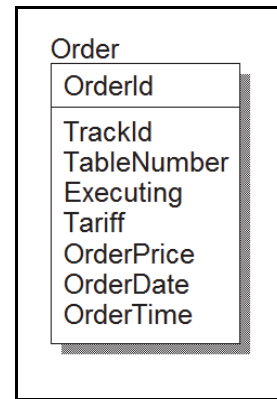 Order
OrderId
TrackId
TableNumber
Executing
Tariff
OrderPrice
OrderDate
OrderTime